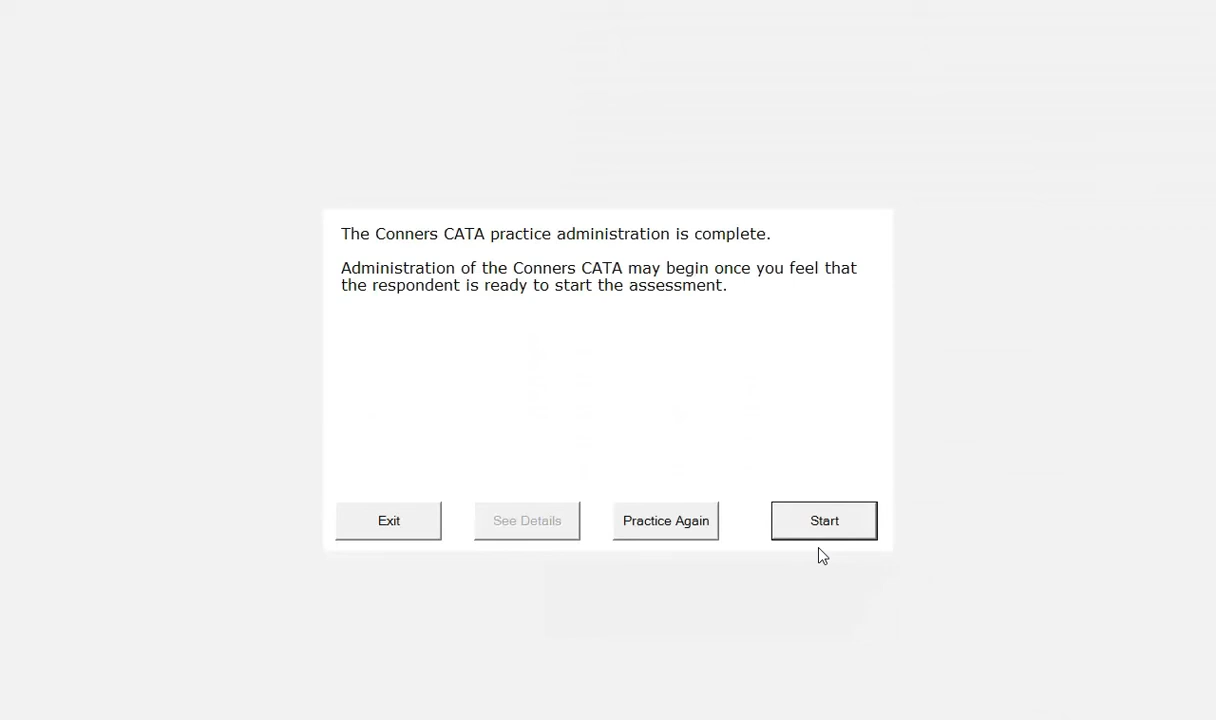 The Conners CATA practice administration is complete.
Administration of the Conners CATA may begin once you feel that
the respondent is ready to start the assessment.
Exit
See Details
Practice Again
Start